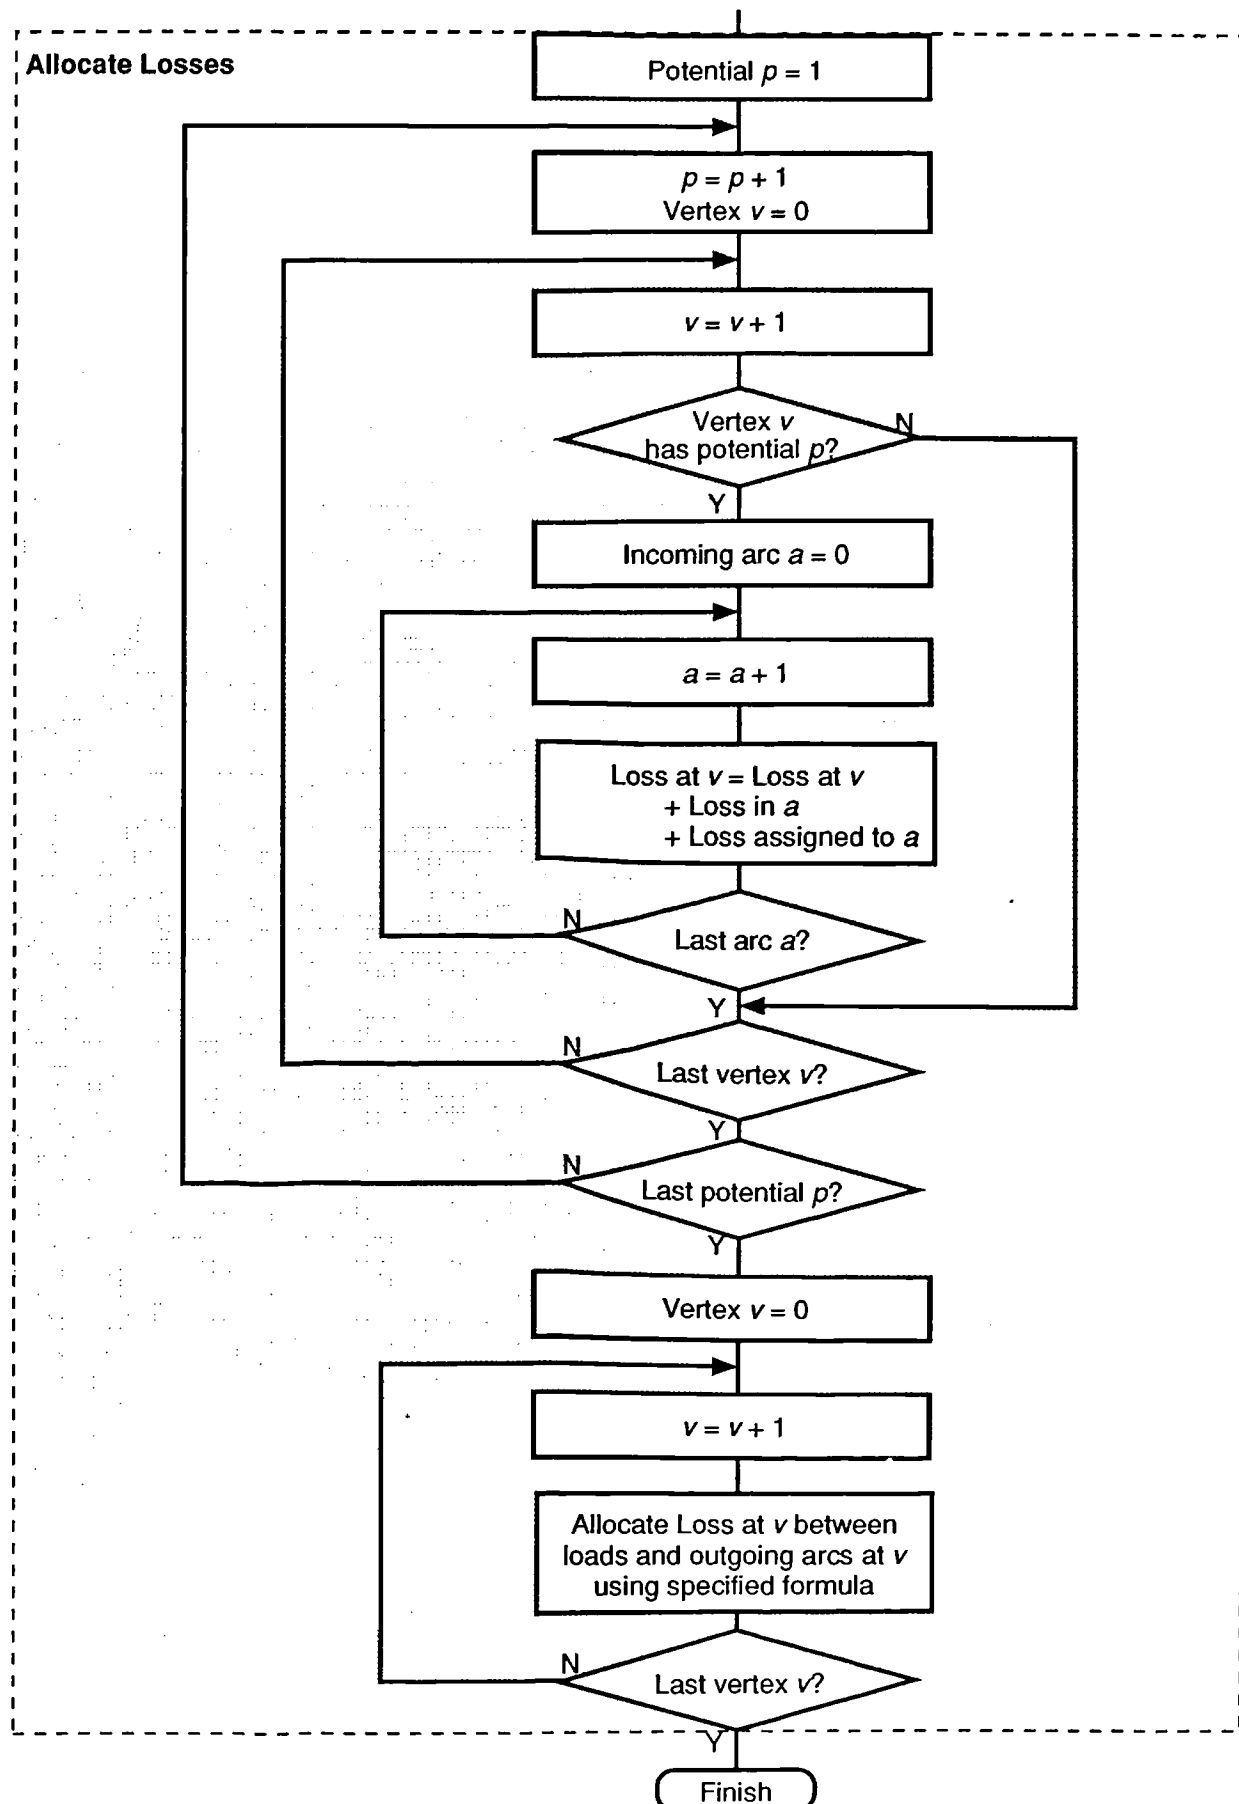 Allocate Losses
Potential p = 1
p = p + 1
Vertex v = 0
v = v + 1
Vertex v
has potential p?
N
Y
Incoming arc a = 0
a = a + 1
Loss at v = Loss at v
+ Loss in a
+ Loss assigned to a
N
Last arc a?
Y
N
Last vertex v?
Y
N
Last potential p?
Y
Vertex v = 0
v = v + 1
Allocate Loss at v between
loads and outgoing arcs at v
using specified formula
N
Last vertex v?
Y
Finish